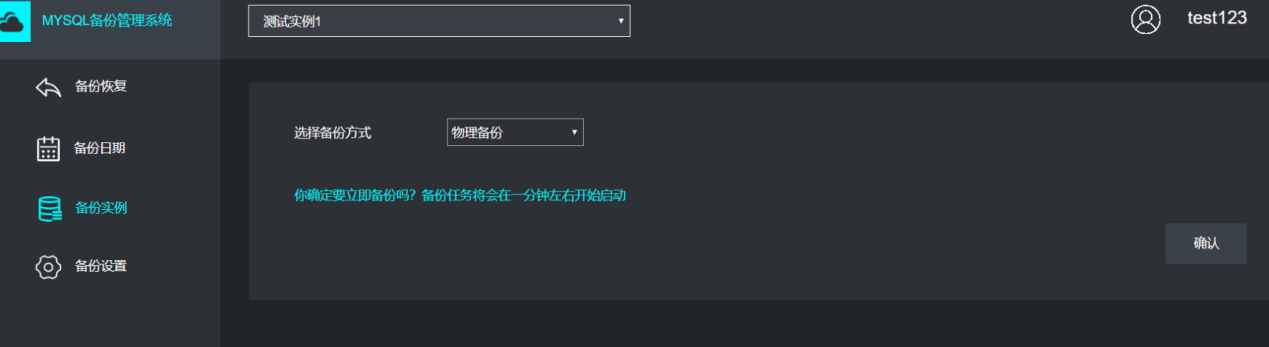 MYSQL备份管理系统
测试实例1
test123
备份恢复
备份日期
备份实例
备份设置
选择备份方式
物理备份
你确定要立即备份吗？备份任务将会在一分钟左右开始启动
确认